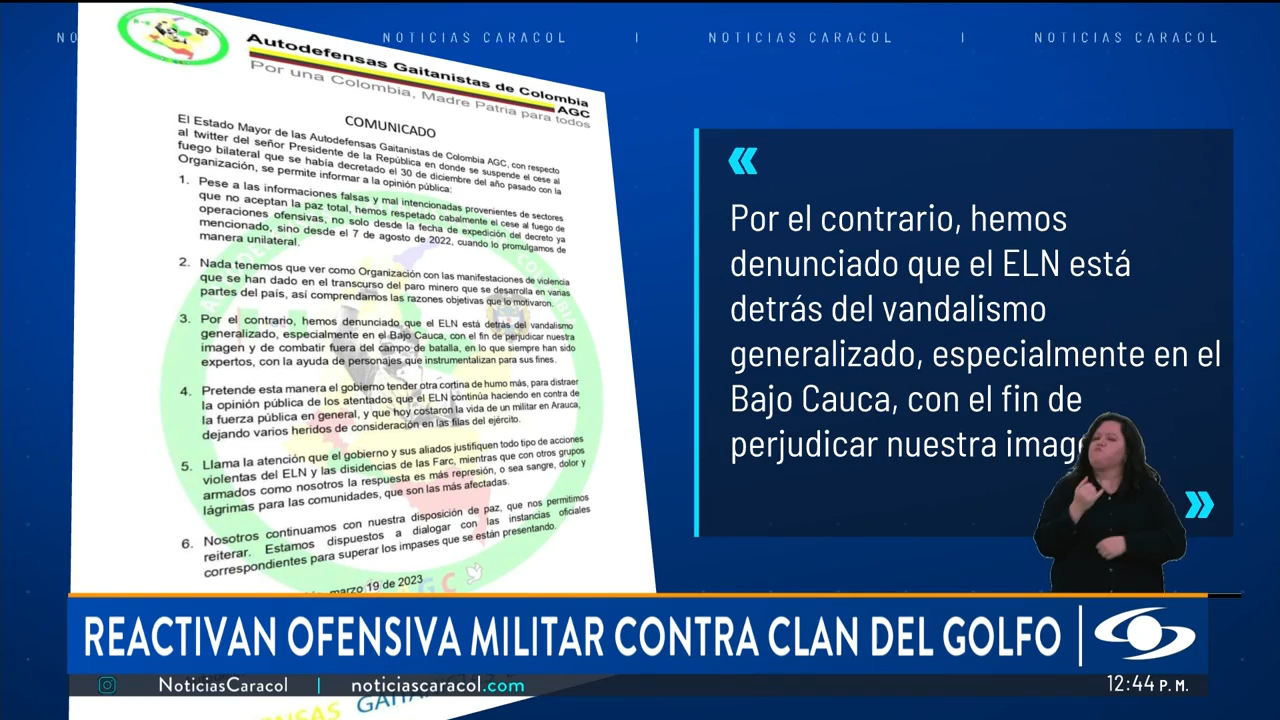 NOTICIAS CARACOL | NOTICIAS CARACOL | NOTICIAS CARACOL
Autodefensas Gaitanistas de Colombia
AGC
Por una Colombia, Madre Patria para todos
COMUNICADO
El Estado Mayor de las Autodefensas Gaitanistas de Colombia AGC, con respecto
al twitter del señor Presidente de la República en donde se suspende el cese al
fuego bilateral que se había decretado el 30 de diciembre del año pasado con la
Organización, se permite informar a la opinión pública:
1. Pese a las informaciones falsas y mal intencionadas provenientes de sectores
que no aceptan la paz total, hemos respetado cabalmente el cese al fuego de
operaciones ofensivas, no solo desde la fecha de expedición del decreto ya
mencionado, sino desde el 7 de agosto de 2022, cuando lo promulgamos de
manera unilateral.
2. Nada tenemos que ver como Organización con las manifestaciones de violencia
que se han dado en el transcurso del paro minero que se desarrolla en varias
partes del país, así comprendamos las razones objetivas que lo motivaron.
3. Por el contrario, hemos denunciado que el ELN está detrás del vandalismo
generalizado, especialmente en el Bajo Cauca, con el fin de perjudicar nuestra
imagen y de combatir fuera del campo de batalla, en lo que siempre han sido
expertos, con la ayuda de personajes que instrumentalizan para sus fines.
4. Pretende esta manera el gobierno tender otra cortina de humo más, para distraer
la opinión pública de los atentados que el ELN continúa haciendo en contra de
la fuerza pública en general, y que hoy costaron la vida de un militar en Arauca,
dejando varios heridos de consideración en las filas del ejército.
5. Llama la atención que el gobierno y sus aliados justifiquen todo tipo de acciones
violentas del ELN y las disidencias de las Farc, mientras que con otros grupos
armados como nosotros la respuesta es más represión, o sea sangre, dolor y
lágrimas para las comunidades, que son las más afectadas.
6. Nosotros continuamos con nuestra disposición de paz, que nos permitimos
reiterar. Estamos dispuestos a dialogar con las instancias oficiales
correspondientes para superar los impases que se están presentando.
marzo 19 de 2023
«
Por el contrario, hemos
denunciado que el ELN está
detrás del vandalismo
generalizado, especialmente en el
Bajo Cauca, con el fin de
perjudicar nuestra image
»
REACTIVAN OFENSIVA MILITAR CONTRA CLAN DEL GOLFO
NoticiasCaracol | noticiascaracol.com
12:44 P. M.